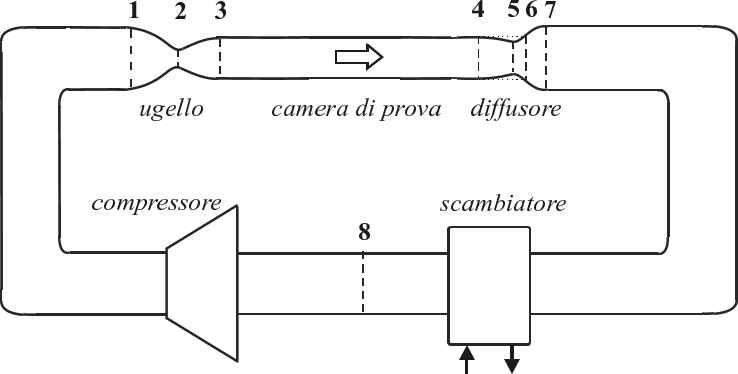 1 2 3 4 5 6 7
ugello camera di prova diffusore
compressore scambiatore
8